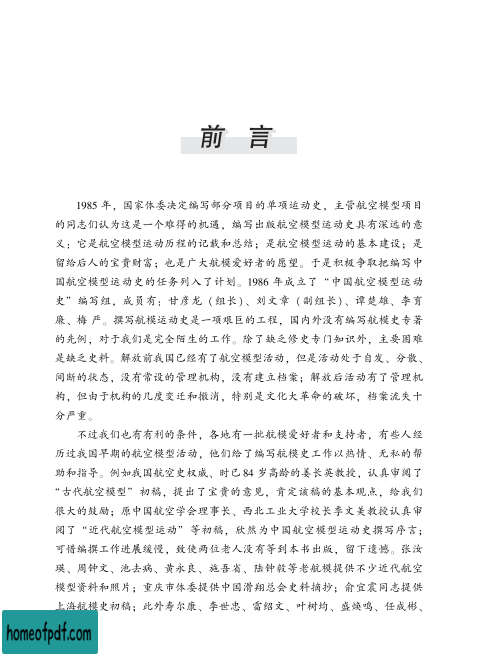 前 言
1985 年，国家体委决定编写部分项目的单项运动史，主管航空模型项目
的同志们认为这是一个难得的机遇，编写出版航空模型运动史具有深远的意
义：它是航空模型运动历程的记载和总结；是航空模型运动的基本建设；是
留给后人的宝贵财富；也是广大航模爱好者的愿望。于是积极争取把编写中
国航空模型运动史的任务列入了计划。1986 年成立了“中国航空模型运动
史”编写组，成员有：甘彦龙（组长）、刘文章（副组长）、谭楚雄、李育
廉、梅 严。撰写航模运动史是一项艰巨的工程，国内外没有编写航模史专著
的先例，对于我们是完全陌生的工作。除了缺乏修史专门知识外，主要困难
是缺乏史料。解放前我国已经有了航空模型活动，但是活动处于自发、分散、
间断的状态，没有常设的管理机构，没有建立档案；解放后活动有了管理机
构，但由于机构的几度变迁和撤消，特别是文化大革命的破坏，档案流失十
分严重。
不过我们也有有利的条件，各地有一批航模爱好者和支持者，有些人经
历过我国早期的航空模型活动，他们给了编写航模史工作以热情、无私的帮
助和指导。例如我国航空史权威、时已 84 岁高龄的姜长英教授，认真审阅了
“古代航空模型”初稿，提出了宝贵的意见，肯定该稿的基本观点，给我们
很大的鼓励；原中国航空学会理事长、西北工业大学校长季文美教授认真审
阅了“近代航空模型运动”等初稿，欣然为中国航空模型运动史撰写序言；
可惜编撰工作进展缓慢，致使两位老人没有等到本书出版，留下遗憾。张汝
瑛、周钟文、池去病、黄永良、施吾省、陆钟毅等老航模提供不少近代航空
模型资料和照片；重庆市体委提供中国滑翔总会史料摘抄；俞宜震同志提供
上海航模史初稿；此外寿尔康、李世忠、雷绍文、叶树均、盛焕鸣、任成彬、
homeofpdf.com